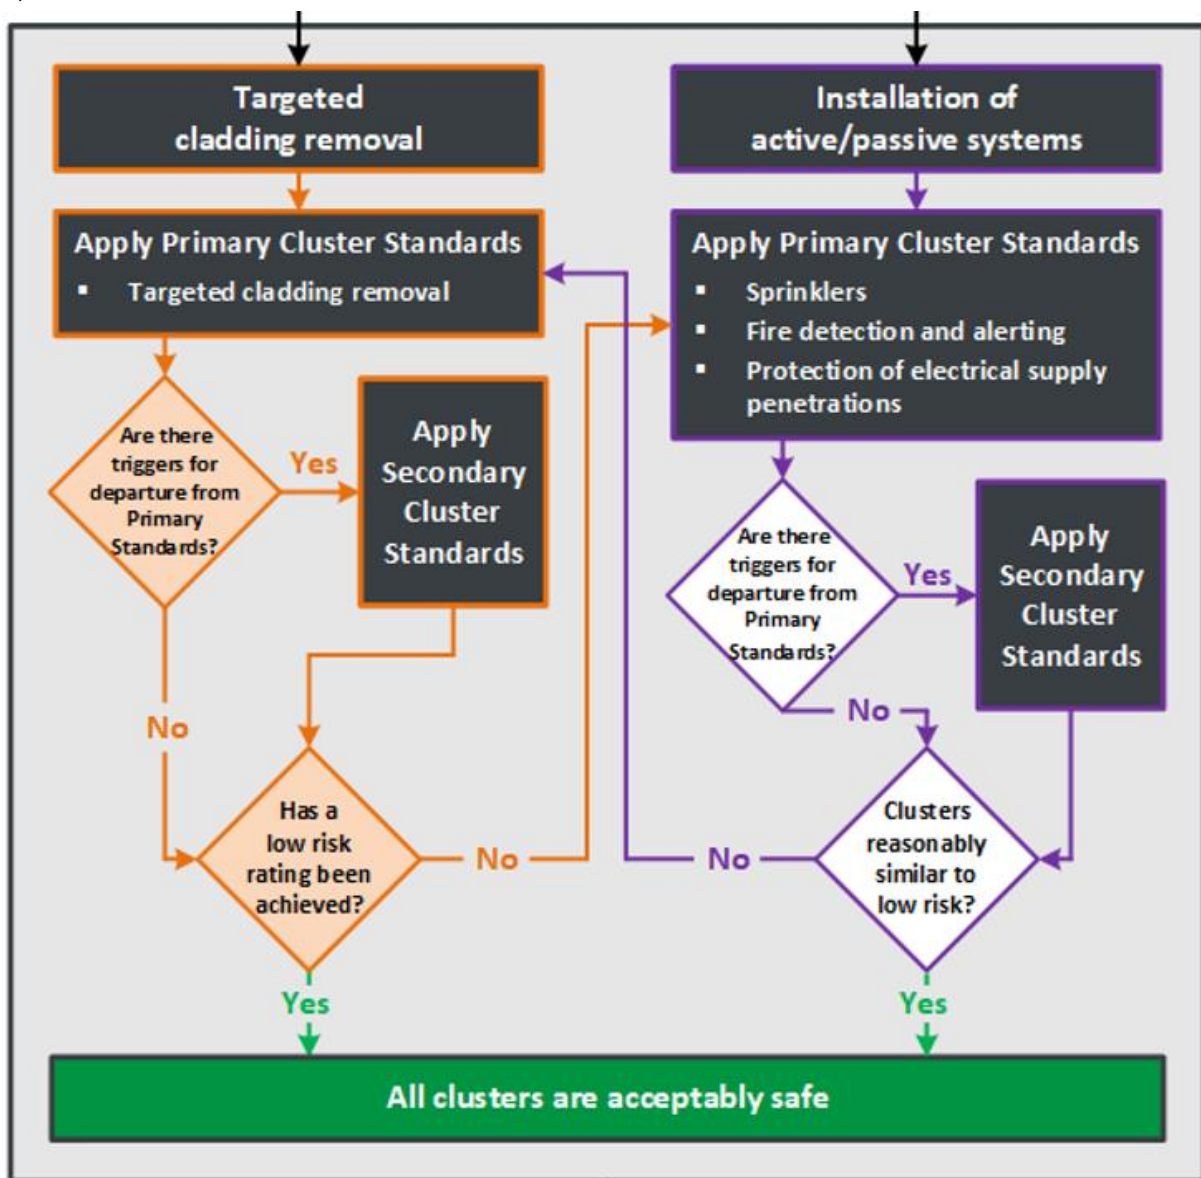 Targeted
cladding removal
Apply Primary Cluster Standards
▪ Targeted cladding removal
Are there
triggers for
departure from
Primary
Standards?
Yes
Apply
Secondary
Cluster
Standards
No
Has a
low risk
rating been
achieved?
No
Yes
Installation of
active/passive systems
Apply Primary Cluster Standards
▪ Sprinklers
▪ Fire detection and alerting
▪ Protection of electrical supply
penetrations
Are there
triggers for
departure from
Primary
Standards?
Yes
Apply
Secondary
Cluster
Standards
No
Clusters
reasonably
similar to
low risk?
No
Yes
All clusters are acceptably safe